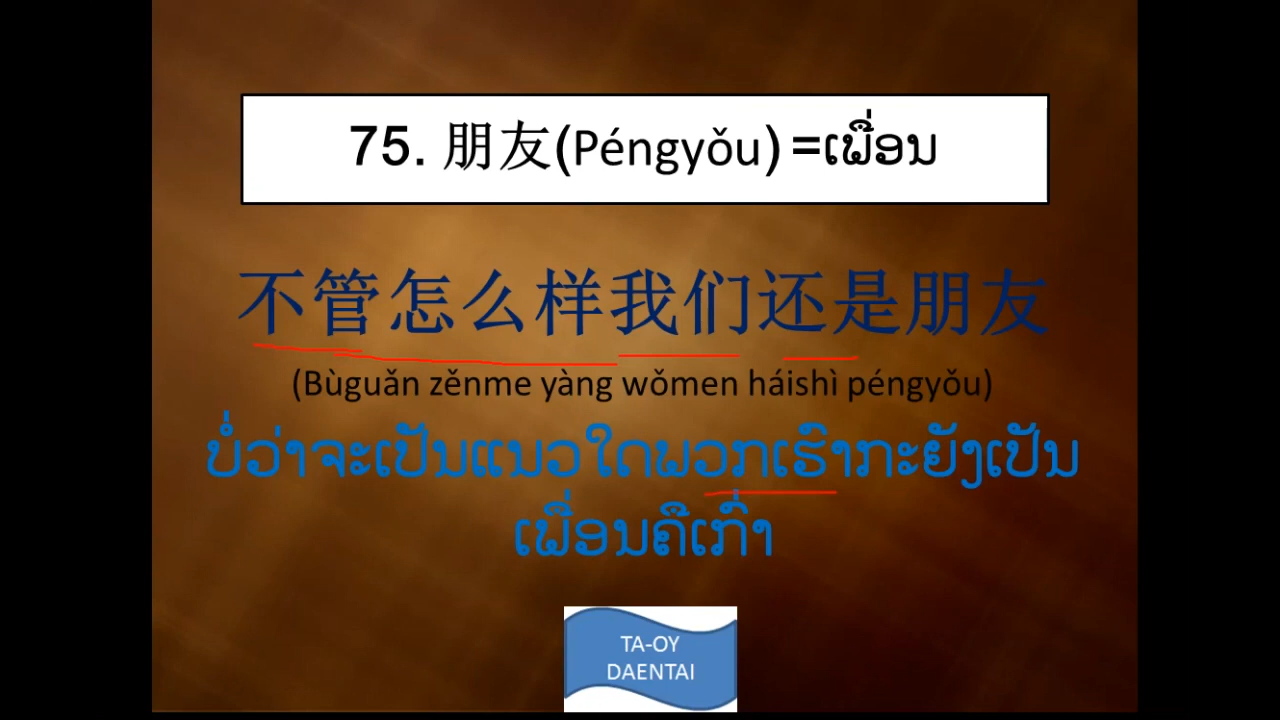 75. 朋友(Péngyǒu) =ເພື່ອນ
不管怎么样我们还是朋友
(Bùguǎn zěnme yàng wǒmen háishì péngyǒu)
ບໍ່ວ່າຈະເປັນແນວໃດພວກເຮົາກະຍັງເປັນ
ເພື່ອນຄືເກົ່າ
TA-OY
DAENTAI